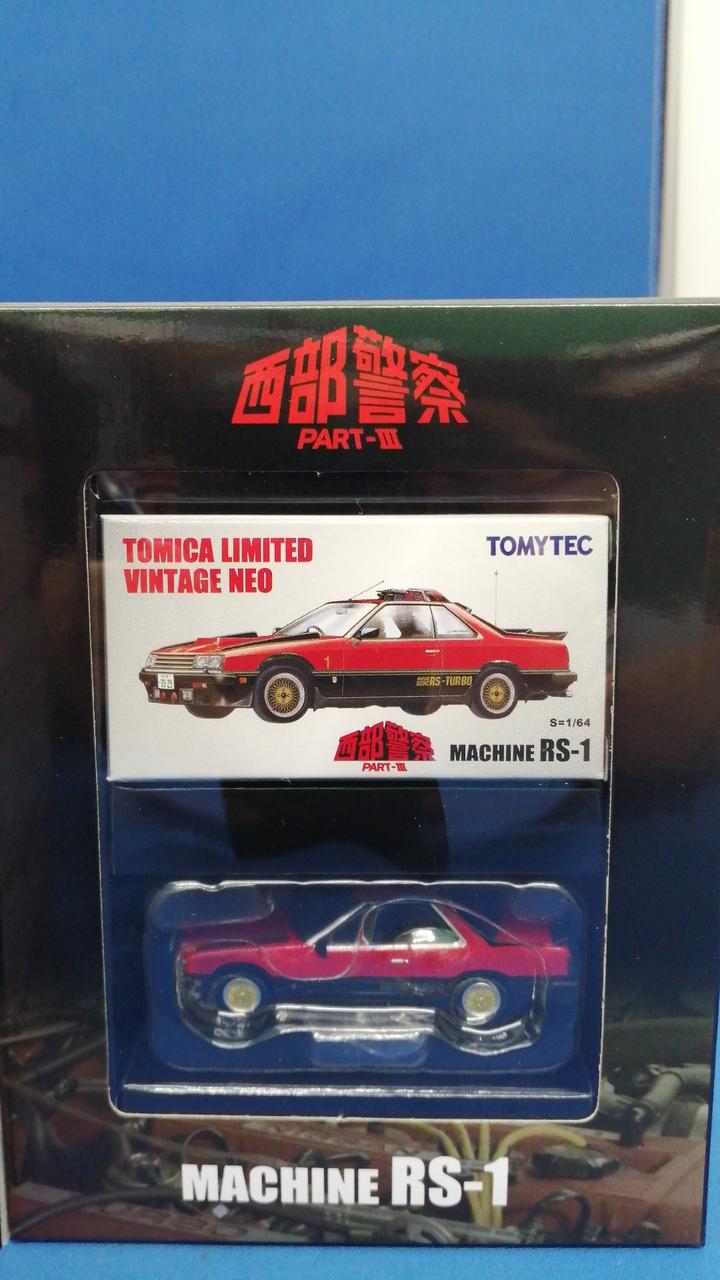 西部警察
PART-III
TOMICA LIMITED
VINTAGE NEO
TOMYTEC
1
RS-TURBO
S=1/64
西部警察
PART-III
MACHINE RS-1
MACHINE RS-1